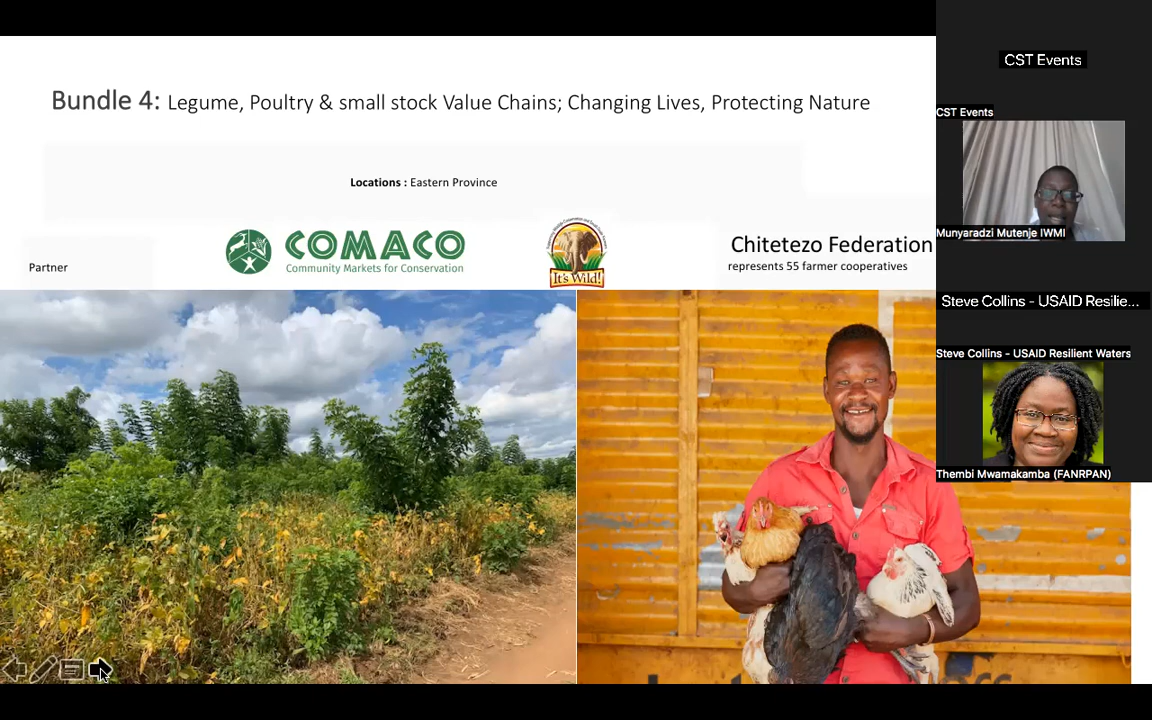 Bundle 4: Legume, Poultry & small stock Value Chains; Changing Lives, Protecting Nature
Locations : Eastern Province
Partner
COMACO
Community Markets for Conservation
It's Wild!
Chitetezo Federation
represents 55 farmer cooperatives
CST Events
CST Events
Munyaradzi Mutenje IWMI
Steve Collins - USAID Resilie...
Steve Collins - USAID Resilient Waters
Thembi Mwamakamba (FANRPAN)